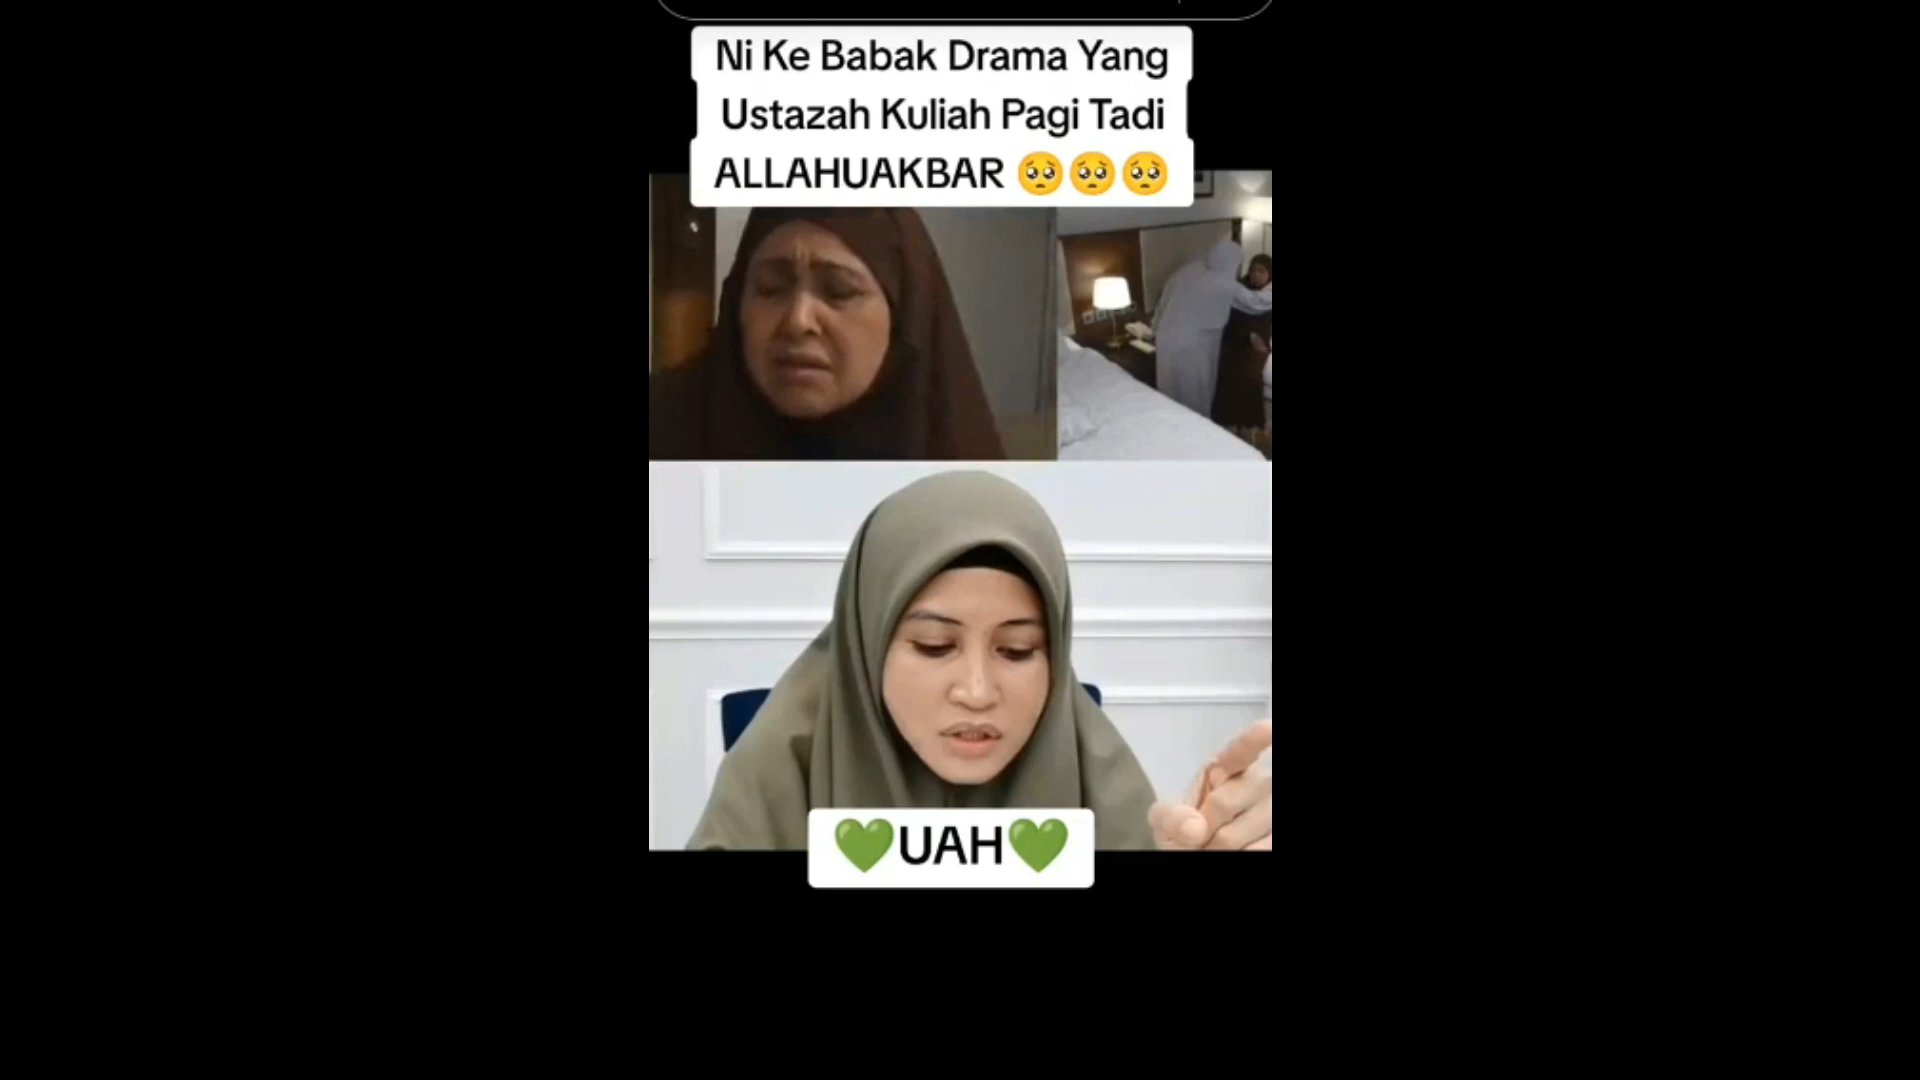 Ni Ke Babak Drama Yang
Ustazah Kuliah Pagi Tadi
ALLAHUAKBAR 🥺🥺🥺
💚UAH💚